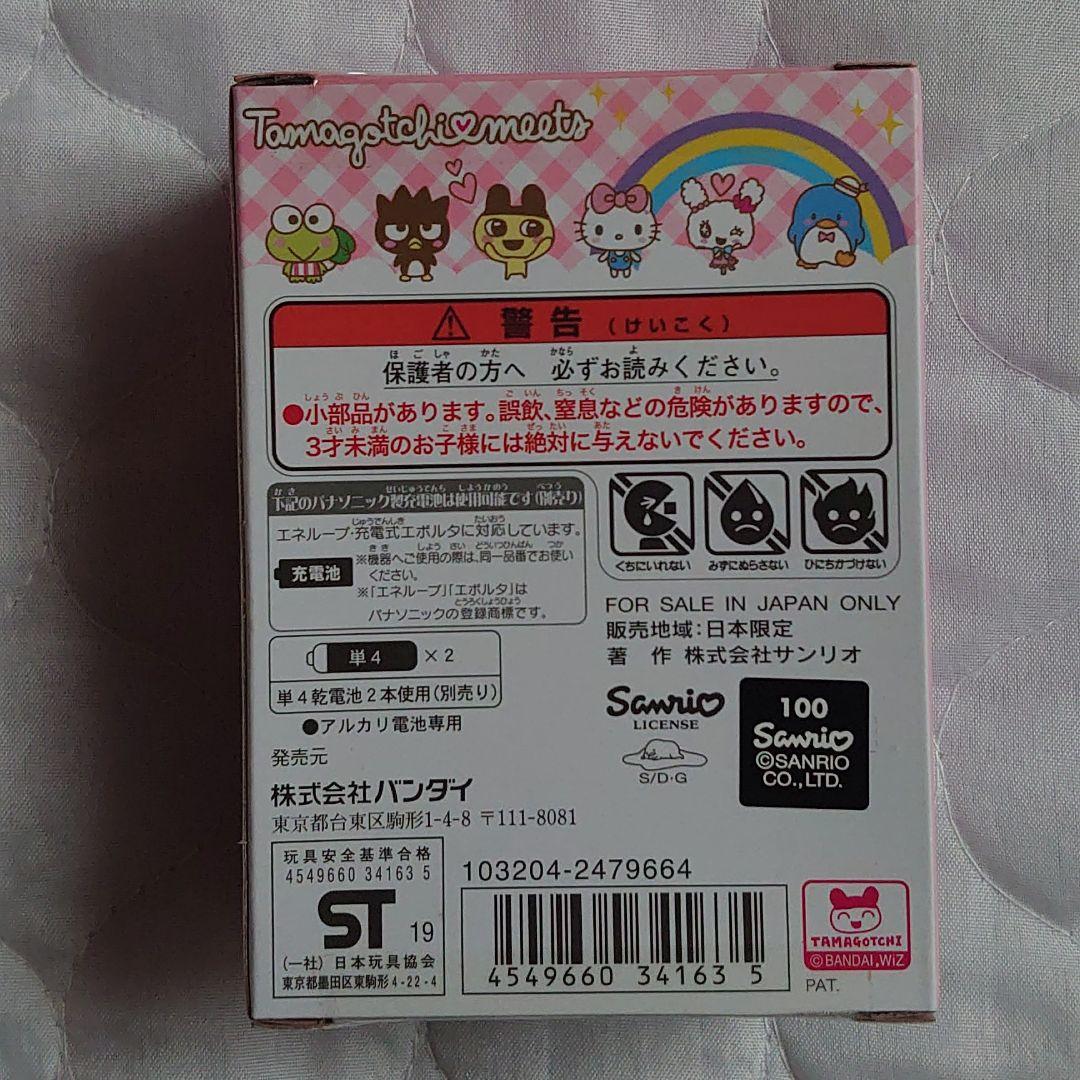 Tamagotchi♡meets
⚠ 警告 (けいこく)
保護者の方へ 必ずお読みください。
●小部品があります。誤飲、窒息などの危険がありますので、
3才未満のお子様には絶対に与えないでください。
下記のパナソニック製充電池は使用可能です(別売り)
エネループ・充電式エボルタに対応しています。
充電池
※機器へご使用の際は、同一品番でお使い
ください。
※「エネループ」「エボルタ」は
パナソニックの登録商標です。
くちにいれない
みずにぬらさない
ひにちかづけない
単4 ×2
単4乾電池2本使用(別売り)
●アルカリ電池専用
FOR SALE IN JAPAN ONLY
販売地域:日本限定
著 作 株式会社サンリオ
Sanrio
LICENSE
S/D・G
100
Sanrio
©SANRIO
CO.,LTD.
発売元
株式会社バンダイ
東京都台東区駒形1-4-8 〒111-8081
玩具安全基準合格
4549660 34163 5
ST 19
(一社) 日本玩具協会
東京都墨田区東駒形4-22-4
103204-2479664
4549660 34163 5
TAMAGOTCHI
©BANDAI,WiZ
PAT.